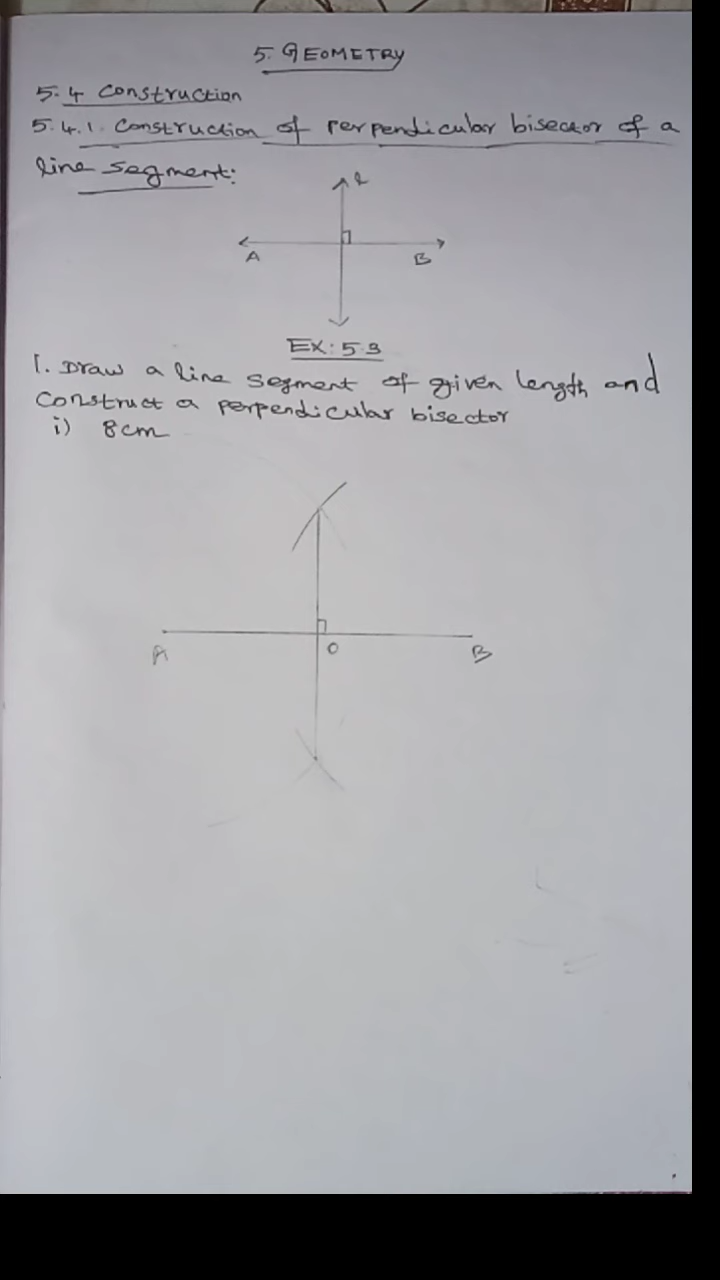 5. GEOMETRY
5.4 Construction
5.4.1. Construction of perpendicular bisector of a
line segment:
l
A B
Ex: 5.3
1. Draw a line segment of given length and
construct a perpendicular bisector
i) 8cm
A O B